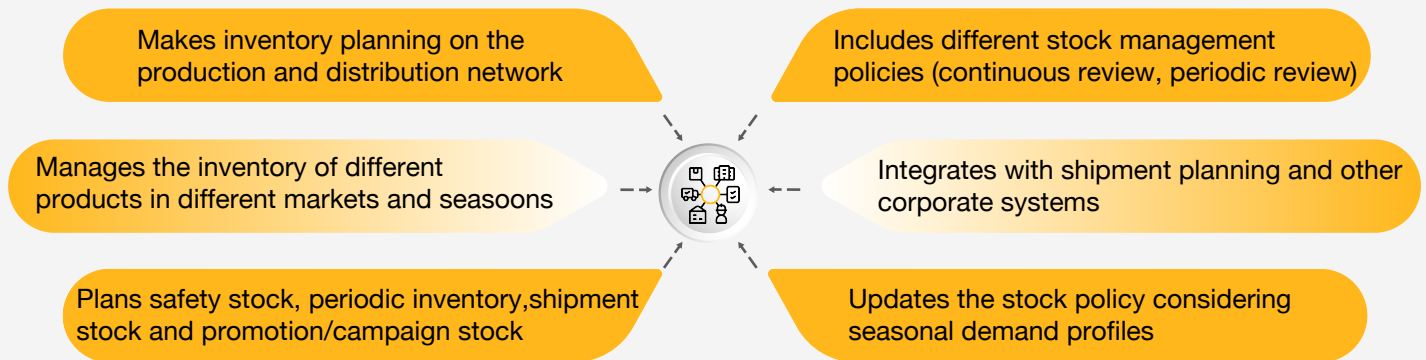 Makes inventory planning on the
production and distribution network
Includes different stock management
policies (continuous review, periodic review)
Manages the inventory of different
products in different markets and seasoons
Integrates with shipment planning and other
corporate systems
Plans safety stock, periodic inventory,shipment
stock and promotion/campaign stock
Updates the stock policy considering
seasonal demand profiles